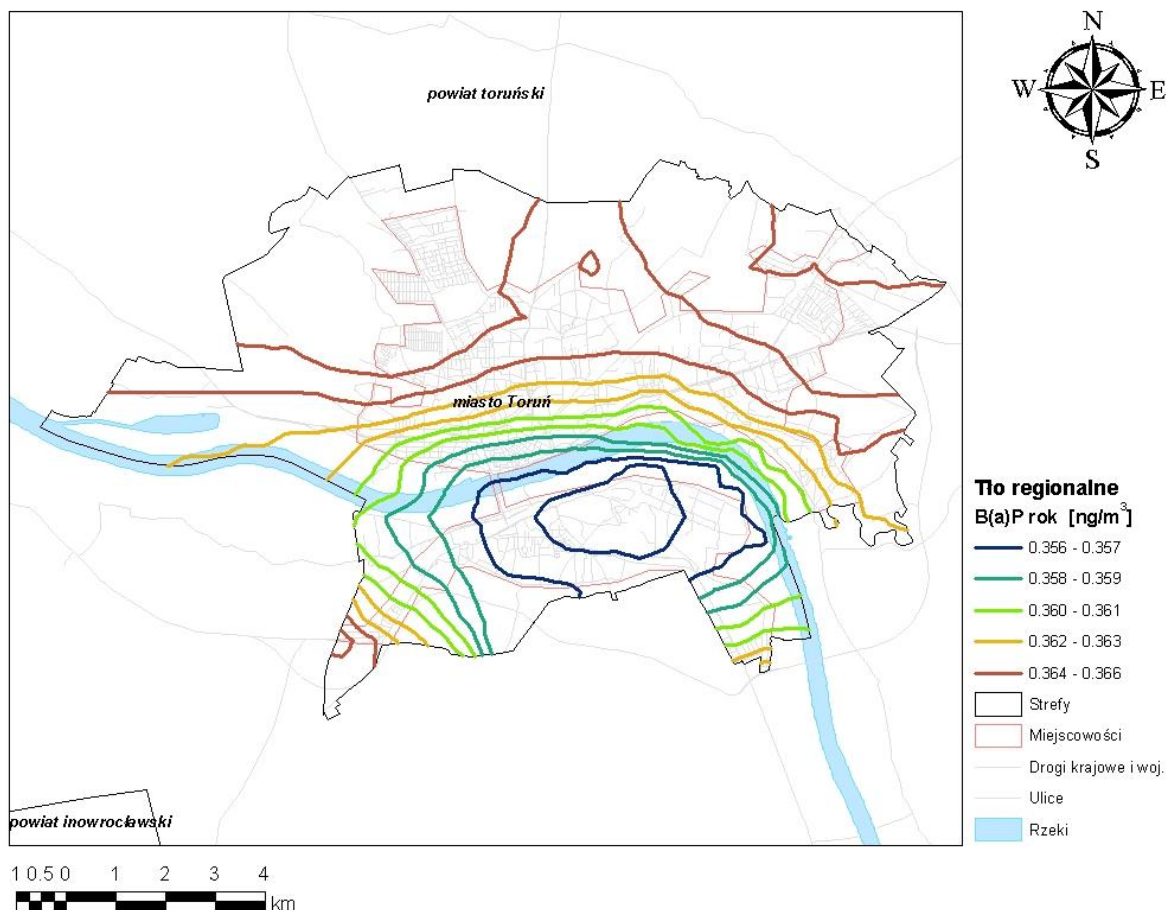 N
W E
S
powiat toruński
miasto Toruń
powiat inowrocławski
Tło regionalne
B(a)P rok [ng/m³]
0.356 - 0.357
0.358 - 0.359
0.360 - 0.361
0.362 - 0.363
0.364 - 0.366
Strefy
Miejscowości
Drogi krajowe i woj.
Ulice
Rzeki
1 0.5 0 1 2 3 4
km